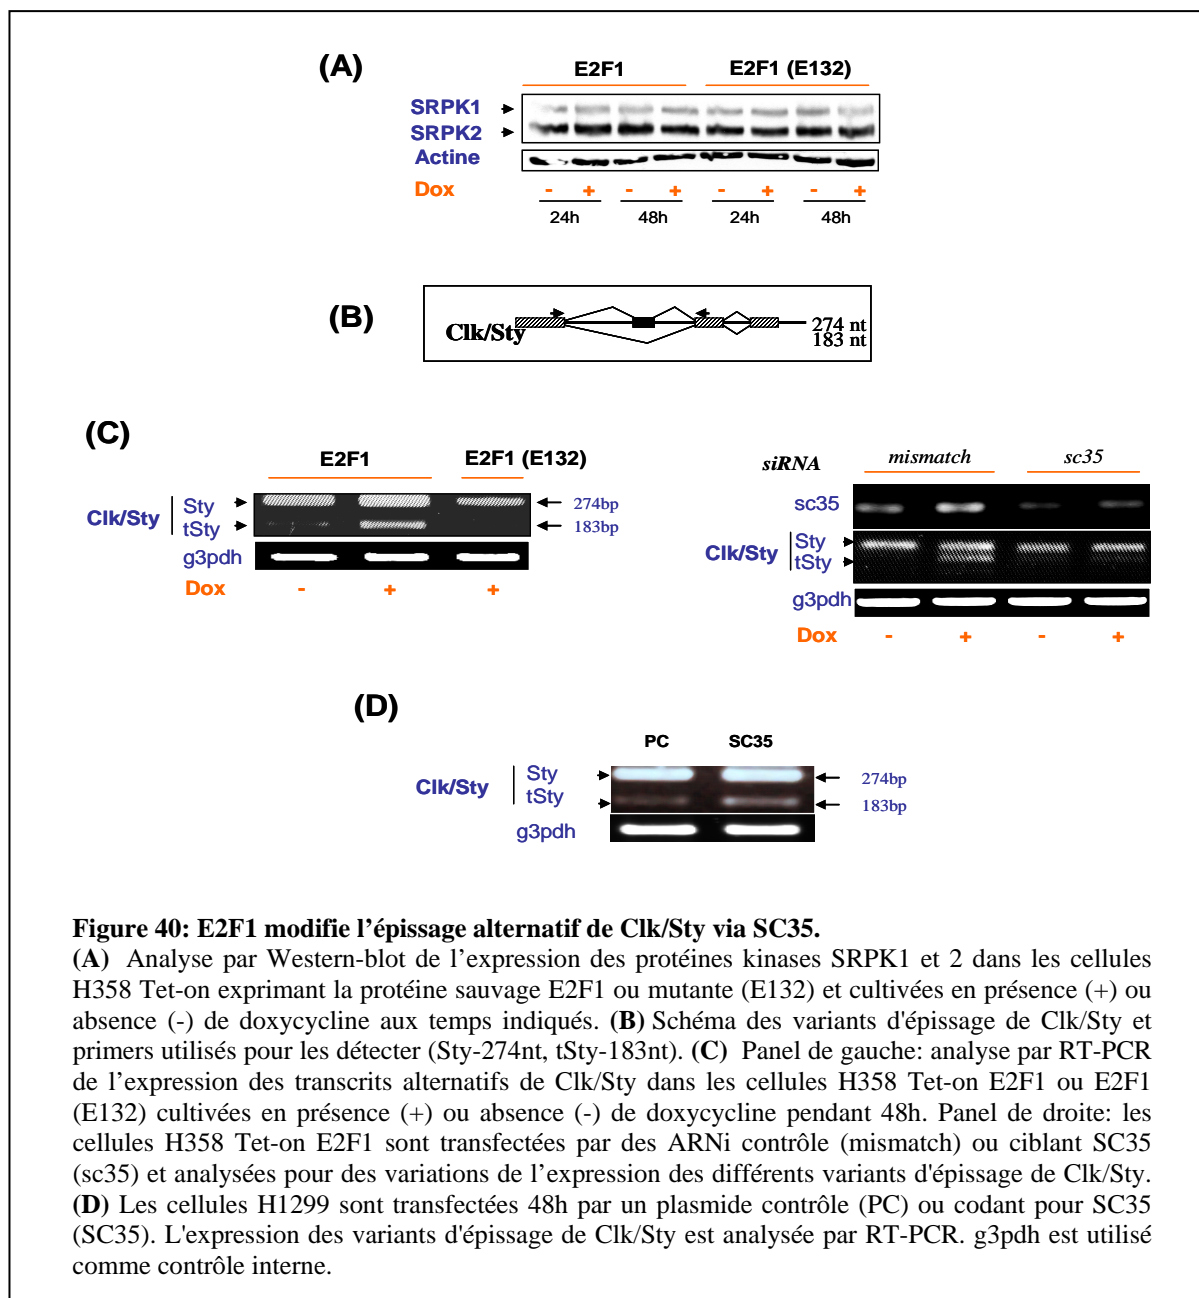 (A)
E2F1 E2F1 (E132)
SRPK1
SRPK2
Actine
Dox - + - + - + - +
24h 48h 24h 48h
(B)
Clk/Sty
274 nt
183 nt
(C)
E2F1 E2F1 (E132)
Clk/Sty
Sty
tSty
274bp
183bp
g3pdh
Dox - + +
siRNA mismatch sc35
sc35
Clk/Sty
Sty
tSty
g3pdh
Dox - + - +
(D)
PC SC35
Clk/Sty
Sty
tSty
274bp
183bp
g3pdh
Figure 40: E2F1 modifie l’épissage alternatif de Clk/Sty via SC35.
(A) Analyse par Western-blot de l’expression des protéines kinases SRPK1 et 2 dans les cellules
H358 Tet-on exprimant la protéine sauvage E2F1 ou mutante (E132) et cultivées en présence (+) ou
absence (-) de doxycycline aux temps indiqués. (B) Schéma des variants d'épissage de Clk/Sty et
primers utilisés pour les détecter (Sty-274nt, tSty-183nt). (C) Panel de gauche: analyse par RT-PCR
de l’expression des transcrits alternatifs de Clk/Sty dans les cellules H358 Tet-on E2F1 ou E2F1
(E132) cultivées en présence (+) ou absence (-) de doxycycline pendant 48h. Panel de droite: les
cellules H358 Tet-on E2F1 sont transfectées par des ARNi contrôle (mismatch) ou ciblant SC35
(sc35) et analysées pour des variations de l’expression des différents variants d'épissage de Clk/Sty.
(D) Les cellules H1299 sont transfectées 48h par un plasmide contrôle (PC) ou codant pour SC35
(SC35). L'expression des variants d'épissage de Clk/Sty est analysée par RT-PCR. g3pdh est utilisé
comme contrôle interne.